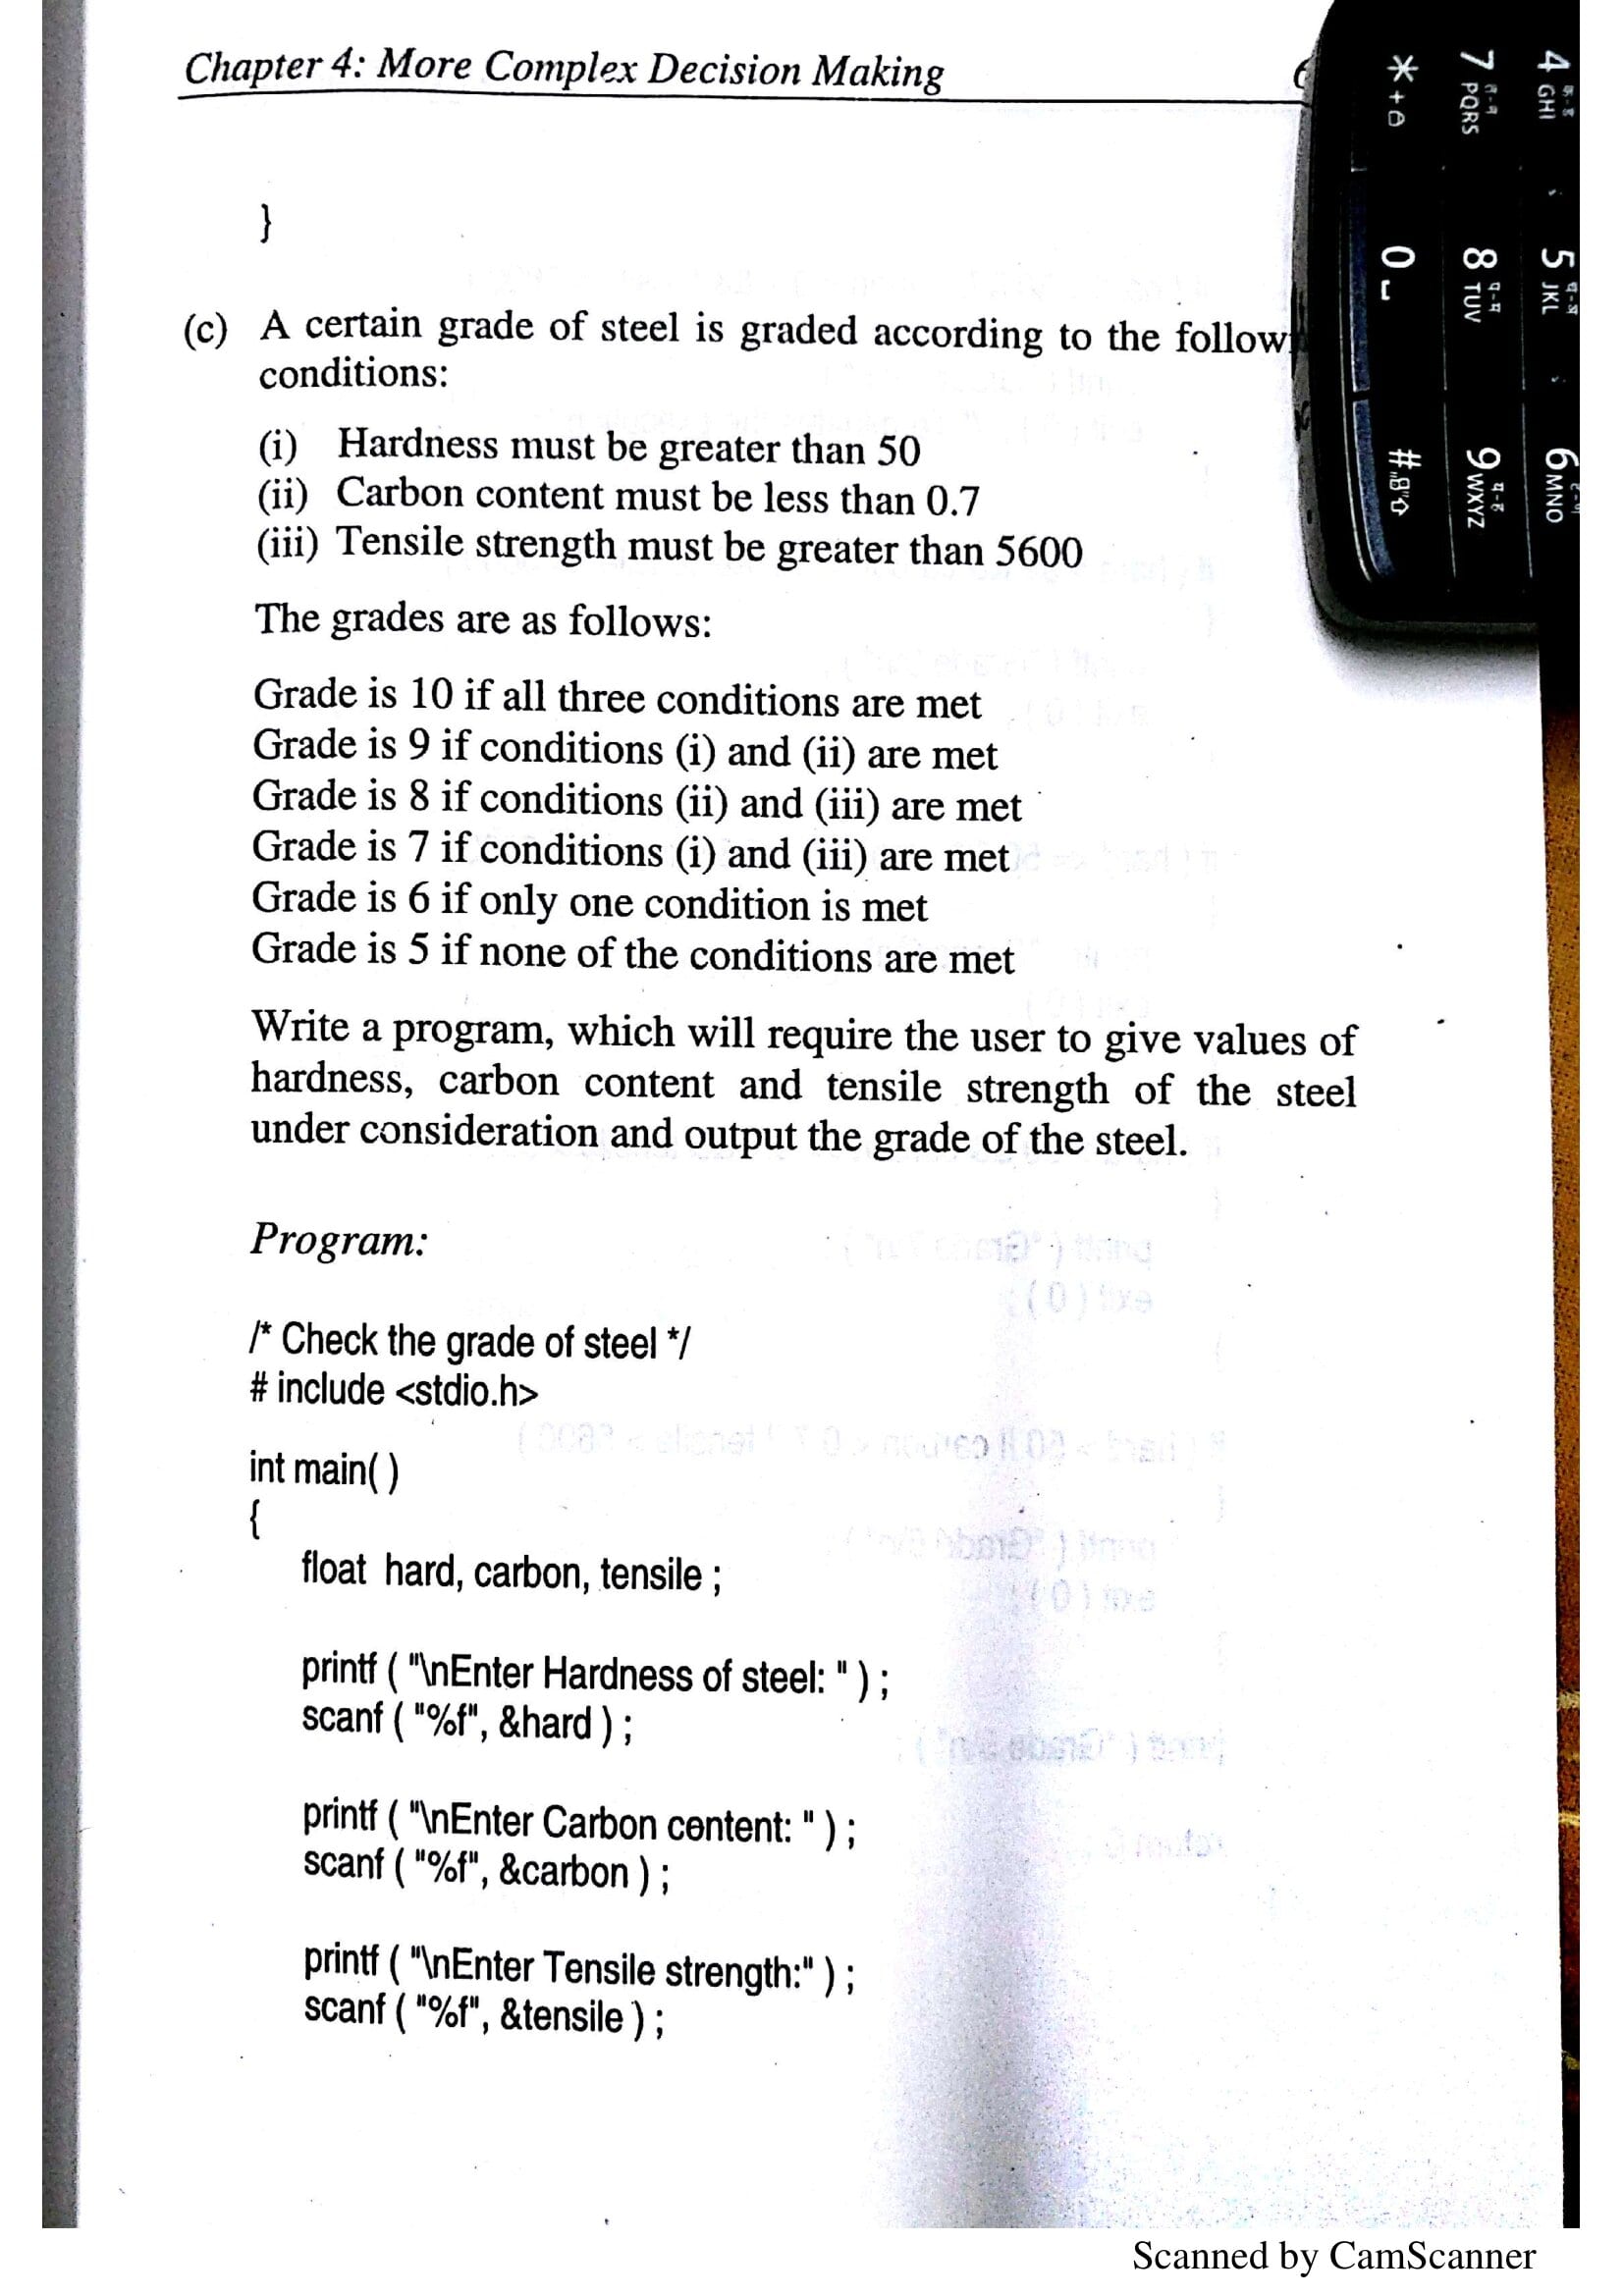 Chapter 4: More Complex Decision Making
}
(c) A certain grade of steel is graded according to the follow
conditions:
(i) Hardness must be greater than 50
(ii) Carbon content must be less than 0.7
(iii) Tensile strength must be greater than 5600
The grades are as follows:
Grade is 10 if all three conditions are met
Grade is 9 if conditions (i) and (ii) are met
Grade is 8 if conditions (ii) and (iii) are met
Grade is 7 if conditions (i) and (iii) are met
Grade is 6 if only one condition is met
Grade is 5 if none of the conditions are met
Write a program, which will require the user to give values of
hardness, carbon content and tensile strength of the steel
under consideration and output the grade of the steel.
Program:
/* Check the grade of steel */
# include <stdio.h>
int main( )
{
float hard, carbon, tensile ;
printf ( "\nEnter Hardness of steel: " ) ;
scanf ( "%f", &hard ) ;
printf ( "\nEnter Carbon content: " ) ;
scanf ( "%f", &carbon ) ;
printf ( "\nEnter Tensile strength:" ) ;
scanf ( "%f", &tensile ) ;
4 GHI 5 JKL 6 MNO
7 PQRS 8 TUV 9 WXYZ
* + 0 #
Scanned by CamScanner